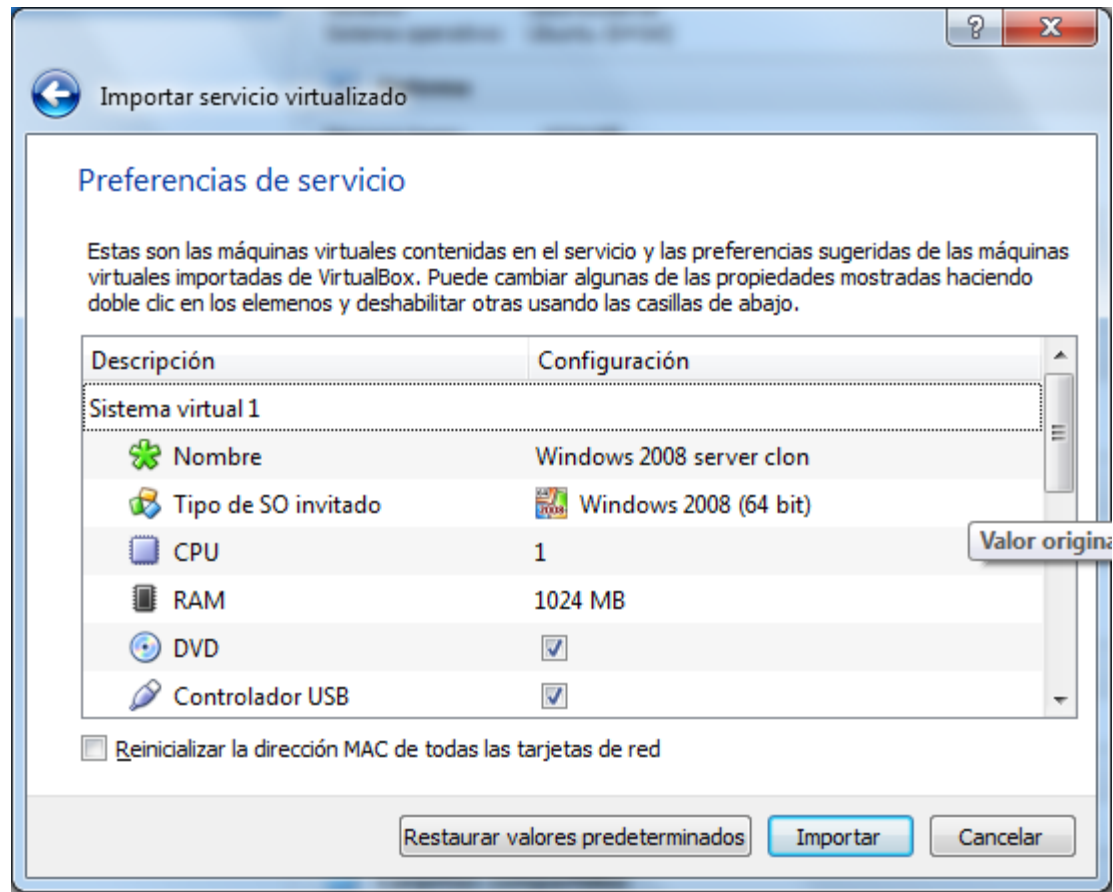 Importar servicio virtualizado
Preferencias de servicio
Estas son las máquinas virtuales contenidas en el servicio y las preferencias sugeridas de las máquinas
virtuales importadas de VirtualBox. Puede cambiar algunas de las propiedades mostradas haciendo
doble clic en los elemenos y deshabilitar otras usando las casillas de abajo.
Descripción Configuración
Sistema virtual 1
Nombre Windows 2008 server clon
Tipo de SO invitado Windows 2008 (64 bit)
Valor origina
CPU 1
RAM 1024 MB
DVD
Controlador USB
Reinicializar la dirección MAC de todas las tarjetas de red
Restaurar valores predeterminados Importar Cancelar